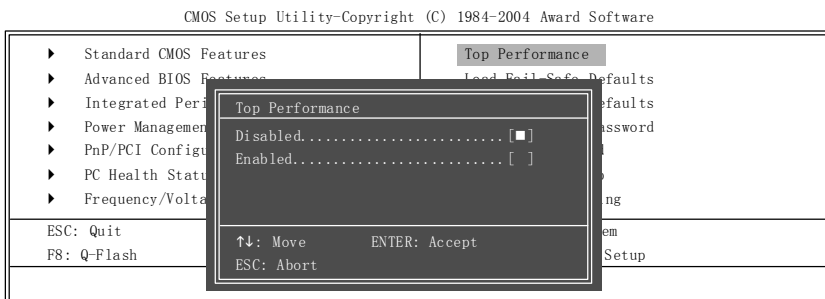 CMOS Setup Utility-Copyright (C) 1984-2004 Award Software
Standard CMOS Features
Advanced BIOS
Integrated Peri
Power Managemen
PnP/PCI Configu
PC Health Statu
Frequency/Volta
Top Performance
Load Fail-Safe Defaults
efaults
assword
ing
Top Performance
Disabled.........................[■]
Enabled..........................[ ]
↑↓: Move ENTER: Accept
ESC: Abort
ESC: Quit
F8: Q-Flash
em
Setup